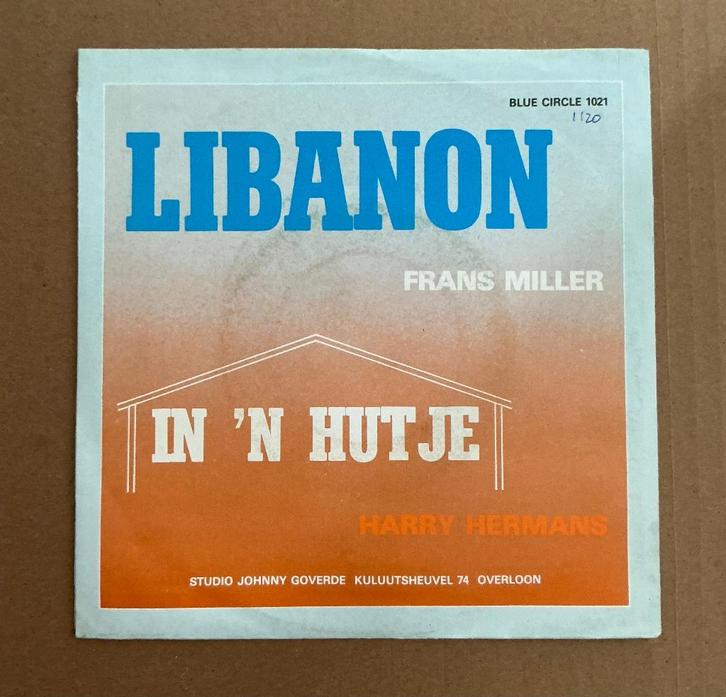 BLUE CIRCLE 1021
1120
LIBANON
FRANS MILLER
IN 'N HUTJE
HARRY HERMANS
STUDIO JOHNNY GOVERDE KULUUTSHEUVEL 74 OVERLOON